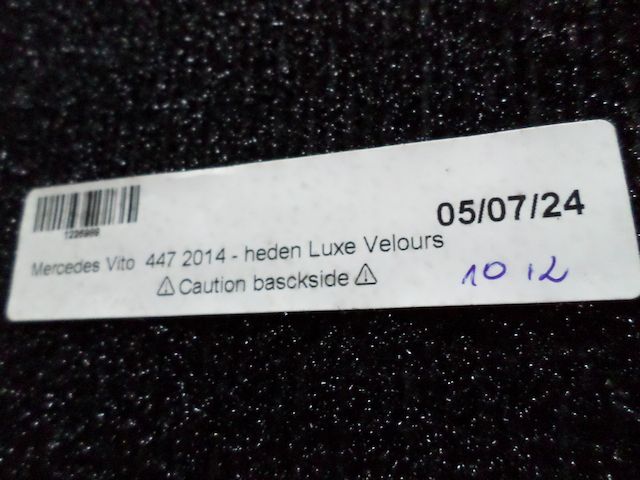 05/07/24
Mercedes Vito 447 2014 - heden Luxe Velours
⚠Caution basckside⚠
10 12